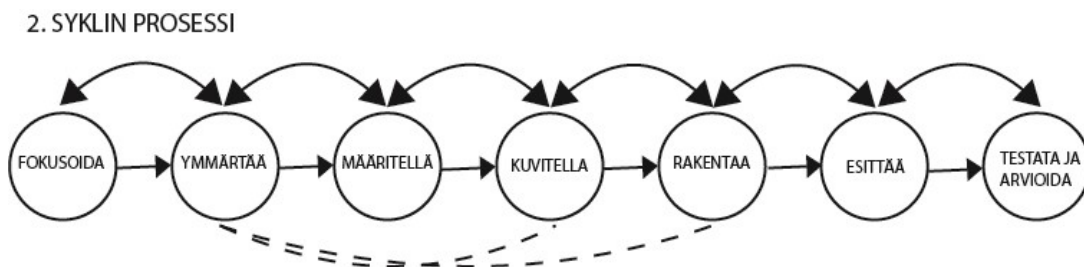 2. SYKLIN PROSESSI
FOKUSOIDA
YMMÄRTÄÄ
MÄÄRITELLÄ
KUVITELLA
RAKENTAA
ESITTÄÄ
TESTATA JA
ARVIOIDA